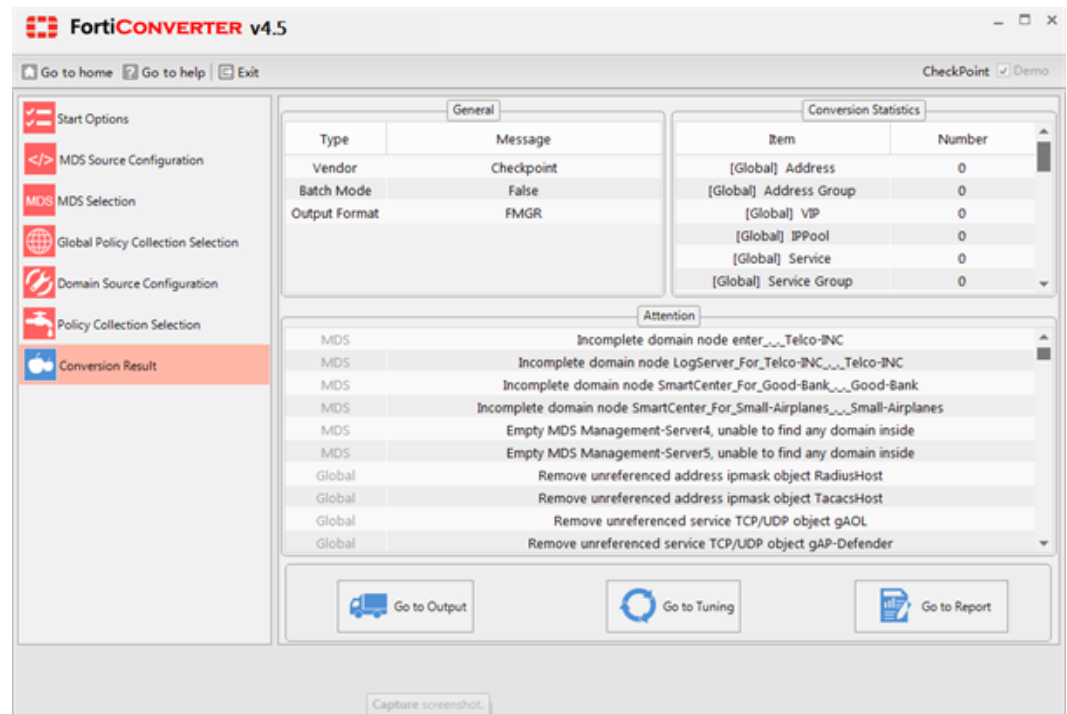 FortiCONVERTER v4.5
Go to home Go to help Exit
CheckPoint Demo
Start Options
MDS Source Configuration
MDS MDS Selection
Global Policy Collection Selection
Domain Source Configuration
Policy Collection Selection
Conversion Result
General
Type Message
Vendor Checkpoint
Batch Mode False
Output Format FMGR
Conversion Statistics
Item Number
[Global] Address 0
[Global] Address Group 0
[Global] VIP 0
[Global] IPPool 0
[Global] Service 0
[Global] Service Group 0
Attention
MDS Incomplete domain node enter_._._Telco-INC
MDS Incomplete domain node LogServer_For_Telco-INC_._._Telco-INC
MDS Incomplete domain node SmartCenter_For_Good-Bank_._._Good-Bank
MDS Incomplete domain node SmartCenter_For_Small-Airplanes_._._Small-Airplanes
MDS Empty MDS Management-Server4, unable to find any domain inside
MDS Empty MDS Management-Server5, unable to find any domain inside
Global Remove unreferenced address ipmask object RadiusHost
Global Remove unreferenced address ipmask object TacacsHost
Global Remove unreferenced service TCP/UDP object gAOL
Global Remove unreferenced service TCP/UDP object gAP-Defender
Go to Output
Go to Tuning
Go to Report
Capture screenshot.